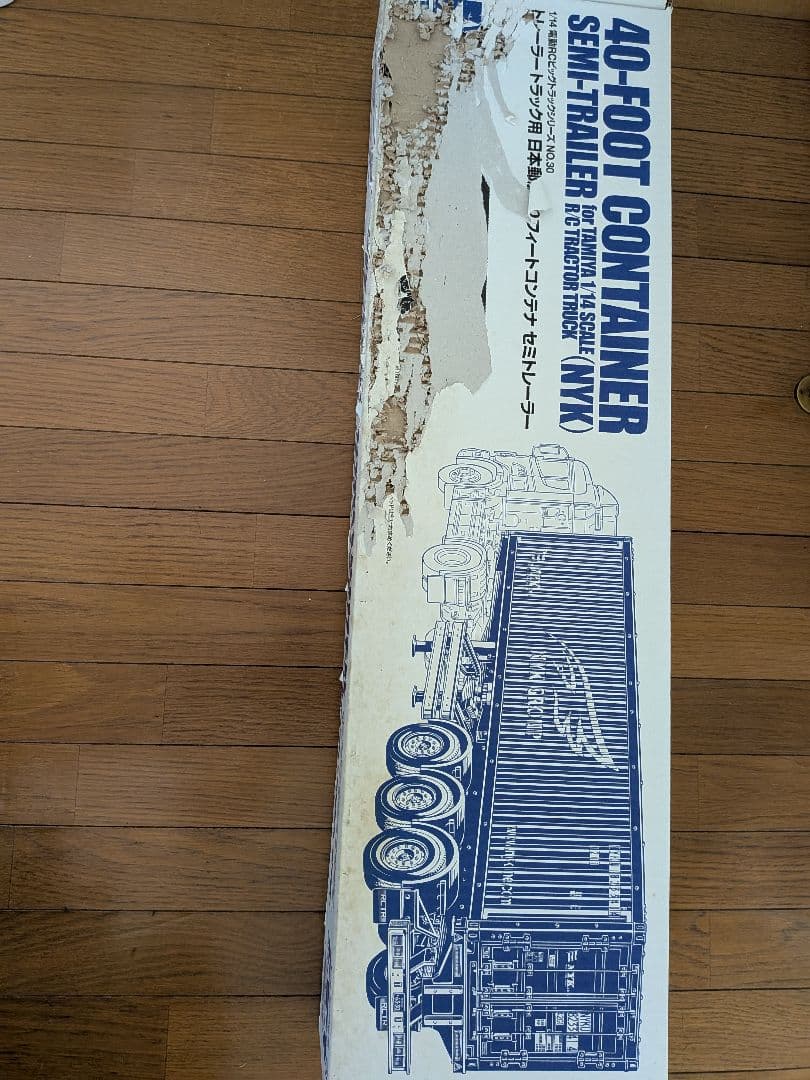 40-FOOT CONTAINER
SEMI-TRAILER for TAMIYA 1/14 SCALE R/C TRACTOR TRUCK (NYK)
1/14 電動RCビッグトラックシリーズ NO.30
トレーラートラック用 日本郵 フィートコンテナ セミトレーラー
NYK GROUP